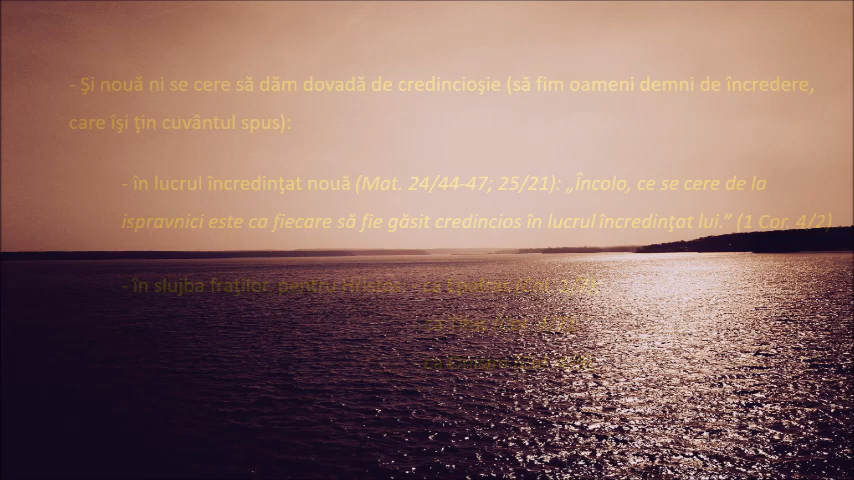 - Şi nouă ni se cere să dăm dovadă de credincioşie (să fim oameni demni de încredere,
care îşi ţin cuvântul spus):
- în lucrul încredinţat nouă (Mat. 24/44-47; 25/21): „Încolo, ce se cere de la
ispravnici este ca fiecare să fie găsit credincios în lucrul încredinţat lui.” (1 Cor. 4/2)
- în slujba fraţilor pentru Hristos